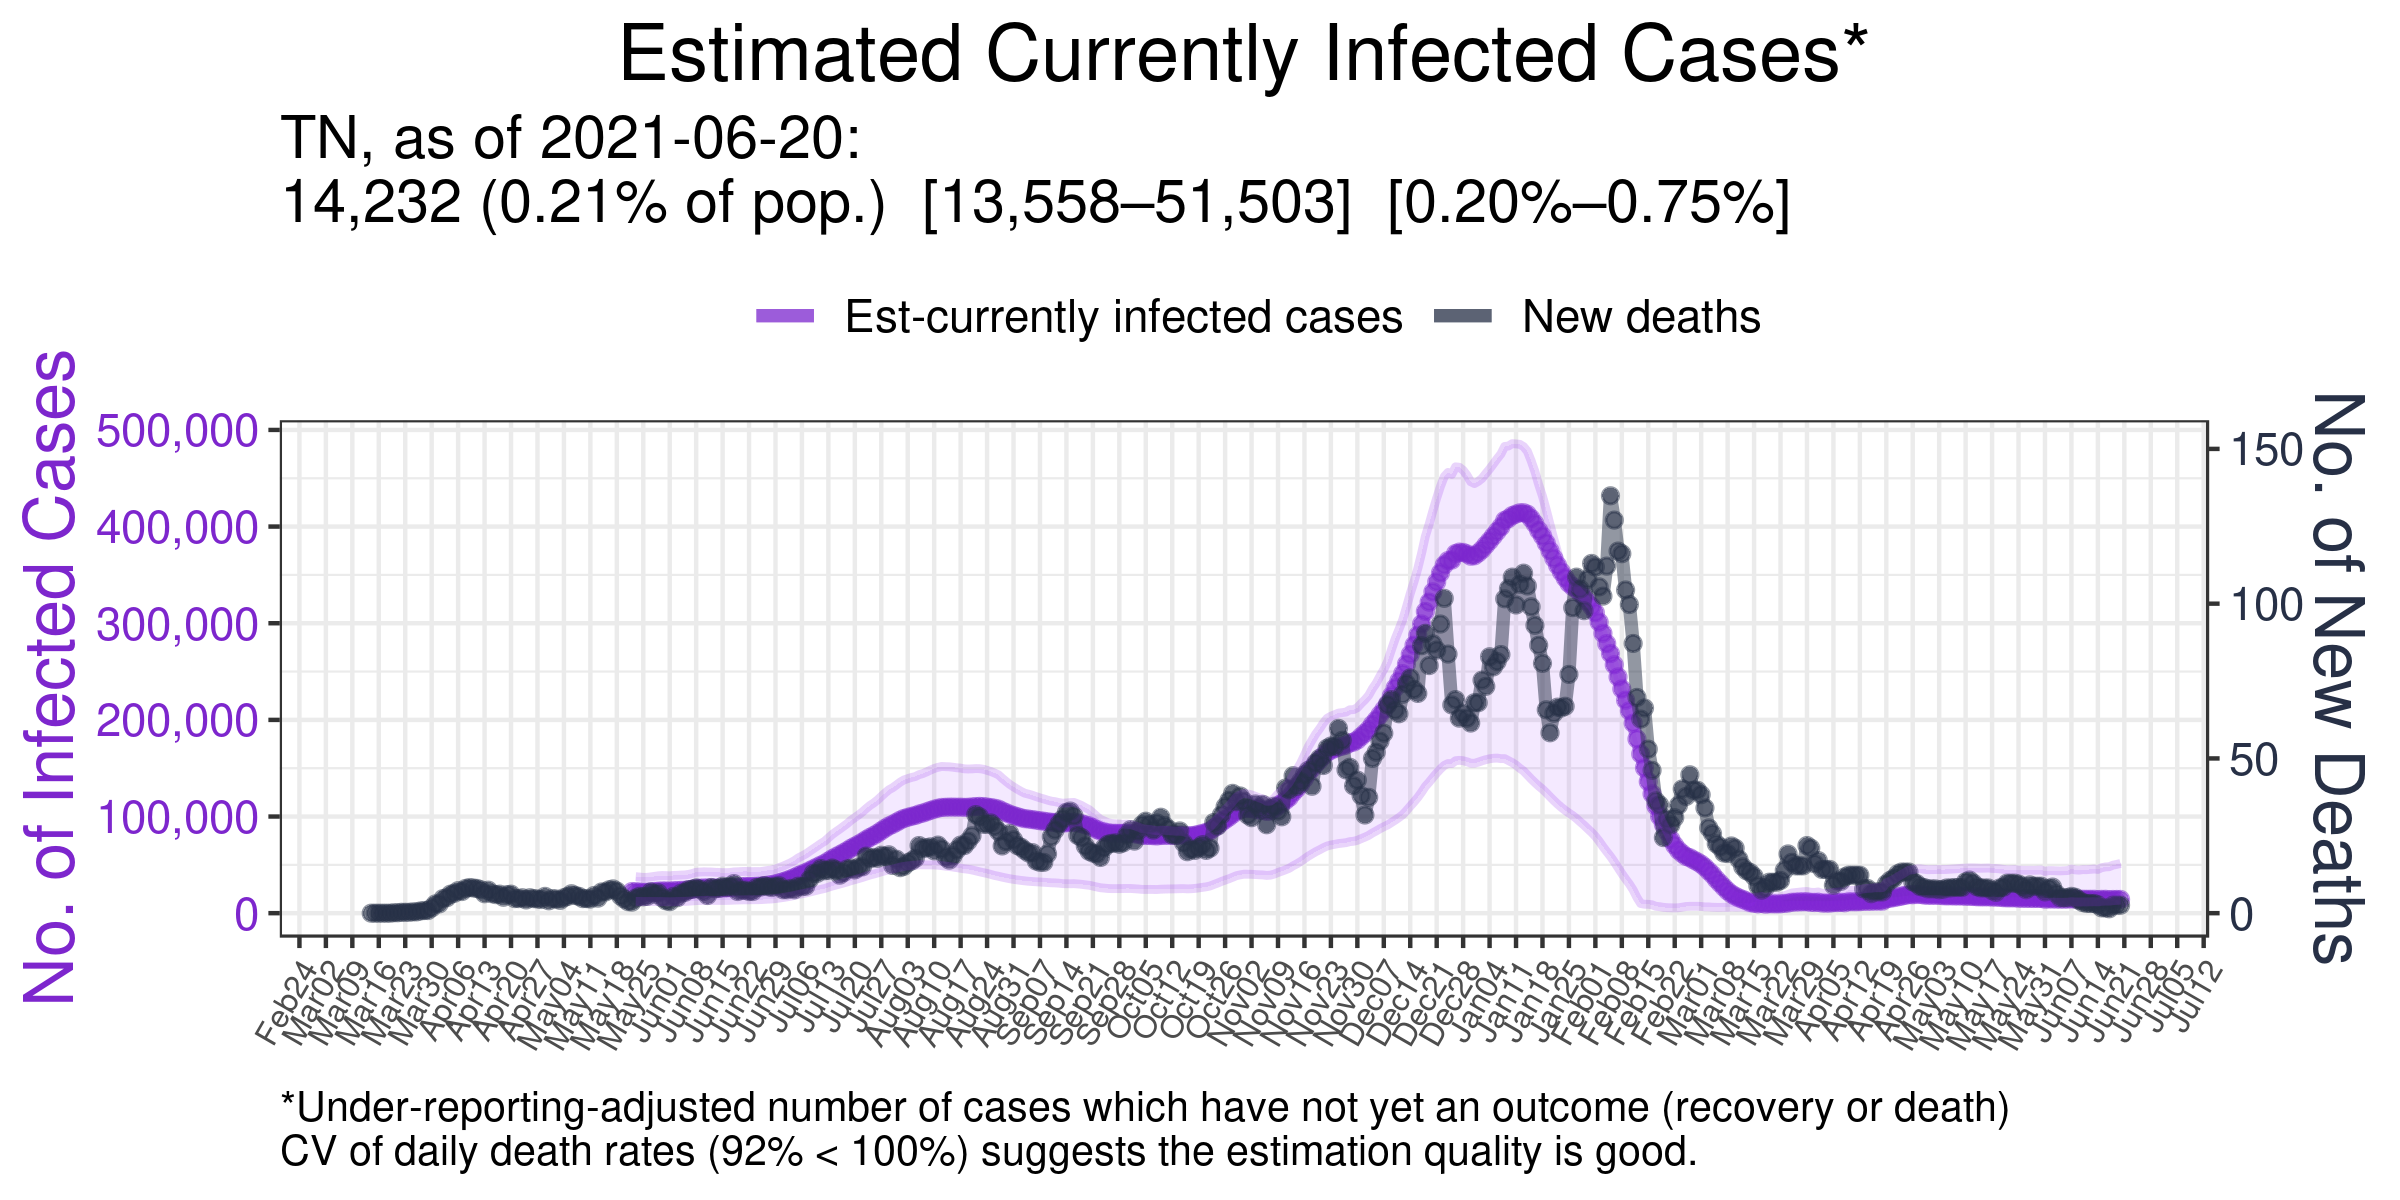 Estimated Currently Infected Cases*
TN, as of 2021-06-20:
14,232 (0.21% of pop.) [13,558–51,503] [0.20%–0.75%]
Est-currently infected cases
New deaths
No. of Infected Cases
500,000
400,000
300,000
200,000
100,000
0
150
100
50
0
No. of New Deaths
Feb24
Mar02
Mar09
Mar16
Mar23
Mar30
Apr06
Apr13
Apr20
Apr27
May04
May11
May18
May25
Jun01
Jun08
Jun15
Jun22
Jun29
Jul06
Jul13
Jul20
Jul27
Aug03
Aug10
Aug17
Aug24
Aug31
Sep07
Sep14
Sep21
Sep28
Oct05
Oct12
Oct19
Oct26
Nov02
Nov09
Nov16
Nov23
Nov30
Dec07
Dec14
Dec21
Dec28
Jan04
Jan11
Jan18
Jan25
Feb01
Feb08
Feb15
Feb22
Mar01
Mar08
Mar15
Mar22
Mar29
Apr05
Apr12
Apr19
Apr26
May03
May10
May17
May24
May31
Jun07
Jun14
Jun21
Jun28
Jul05
Jul12
*Under-reporting-adjusted number of cases which have not yet an outcome (recovery or death)
CV of daily death rates (92% < 100%) suggests the estimation quality is good.